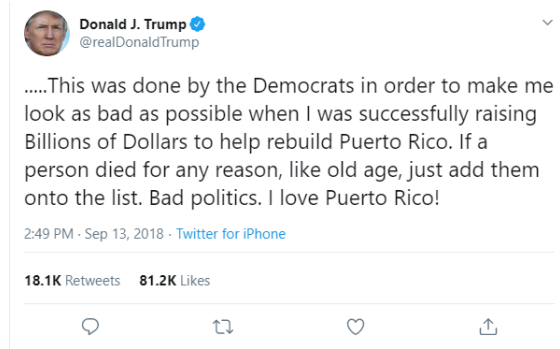 Donald J. Trump
@realDonaldTrump
.....This was done by the Democrats in order to make me
look as bad as possible when I was successfully raising
Billions of Dollars to help rebuild Puerto Rico. If a
person died for any reason, like old age, just add them
onto the list. Bad politics. I love Puerto Rico!
2:49 PM · Sep 13, 2018 · Twitter for iPhone
18.1K Retweets 81.2K Likes